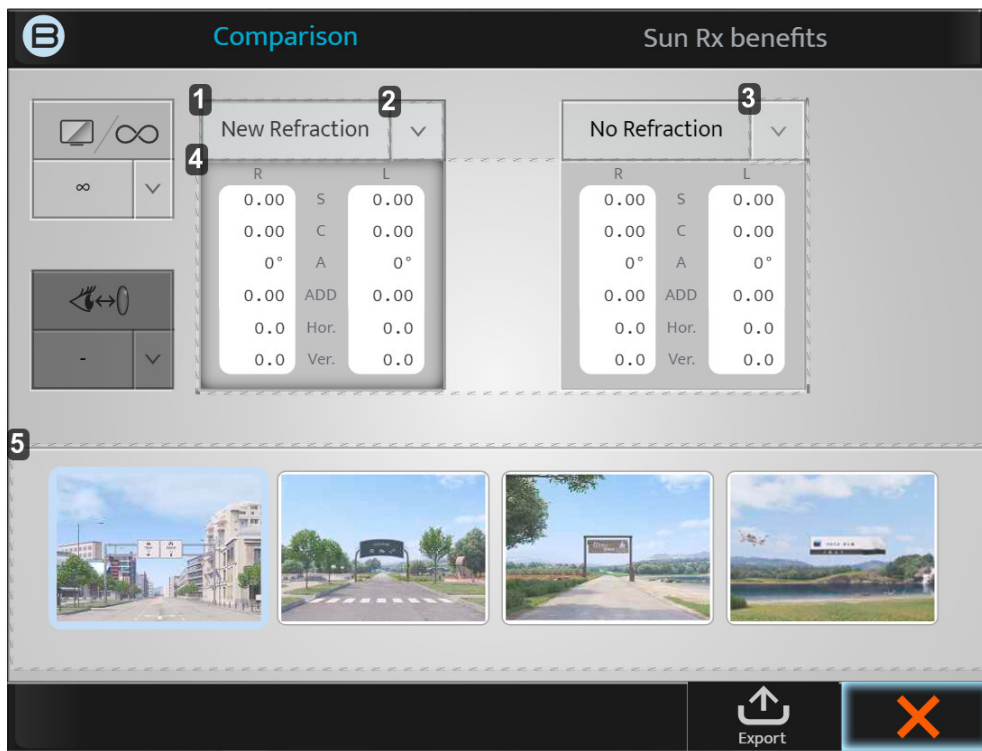 B Comparison Sun Rx benefits
1 New Refraction 2 No Refraction 3
/∞
∞
4 R L R L
0.00 S 0.00 0.00 S 0.00
0.00 C 0.00 0.00 C 0.00
0° A 0° 0° A 0°
0.00 ADD 0.00 0.00 ADD 0.00
0.0 Hor. 0.0 0.0 Hor. 0.0
- 0.0 Ver. 0.0 0.0 Ver. 0.0
5
Export